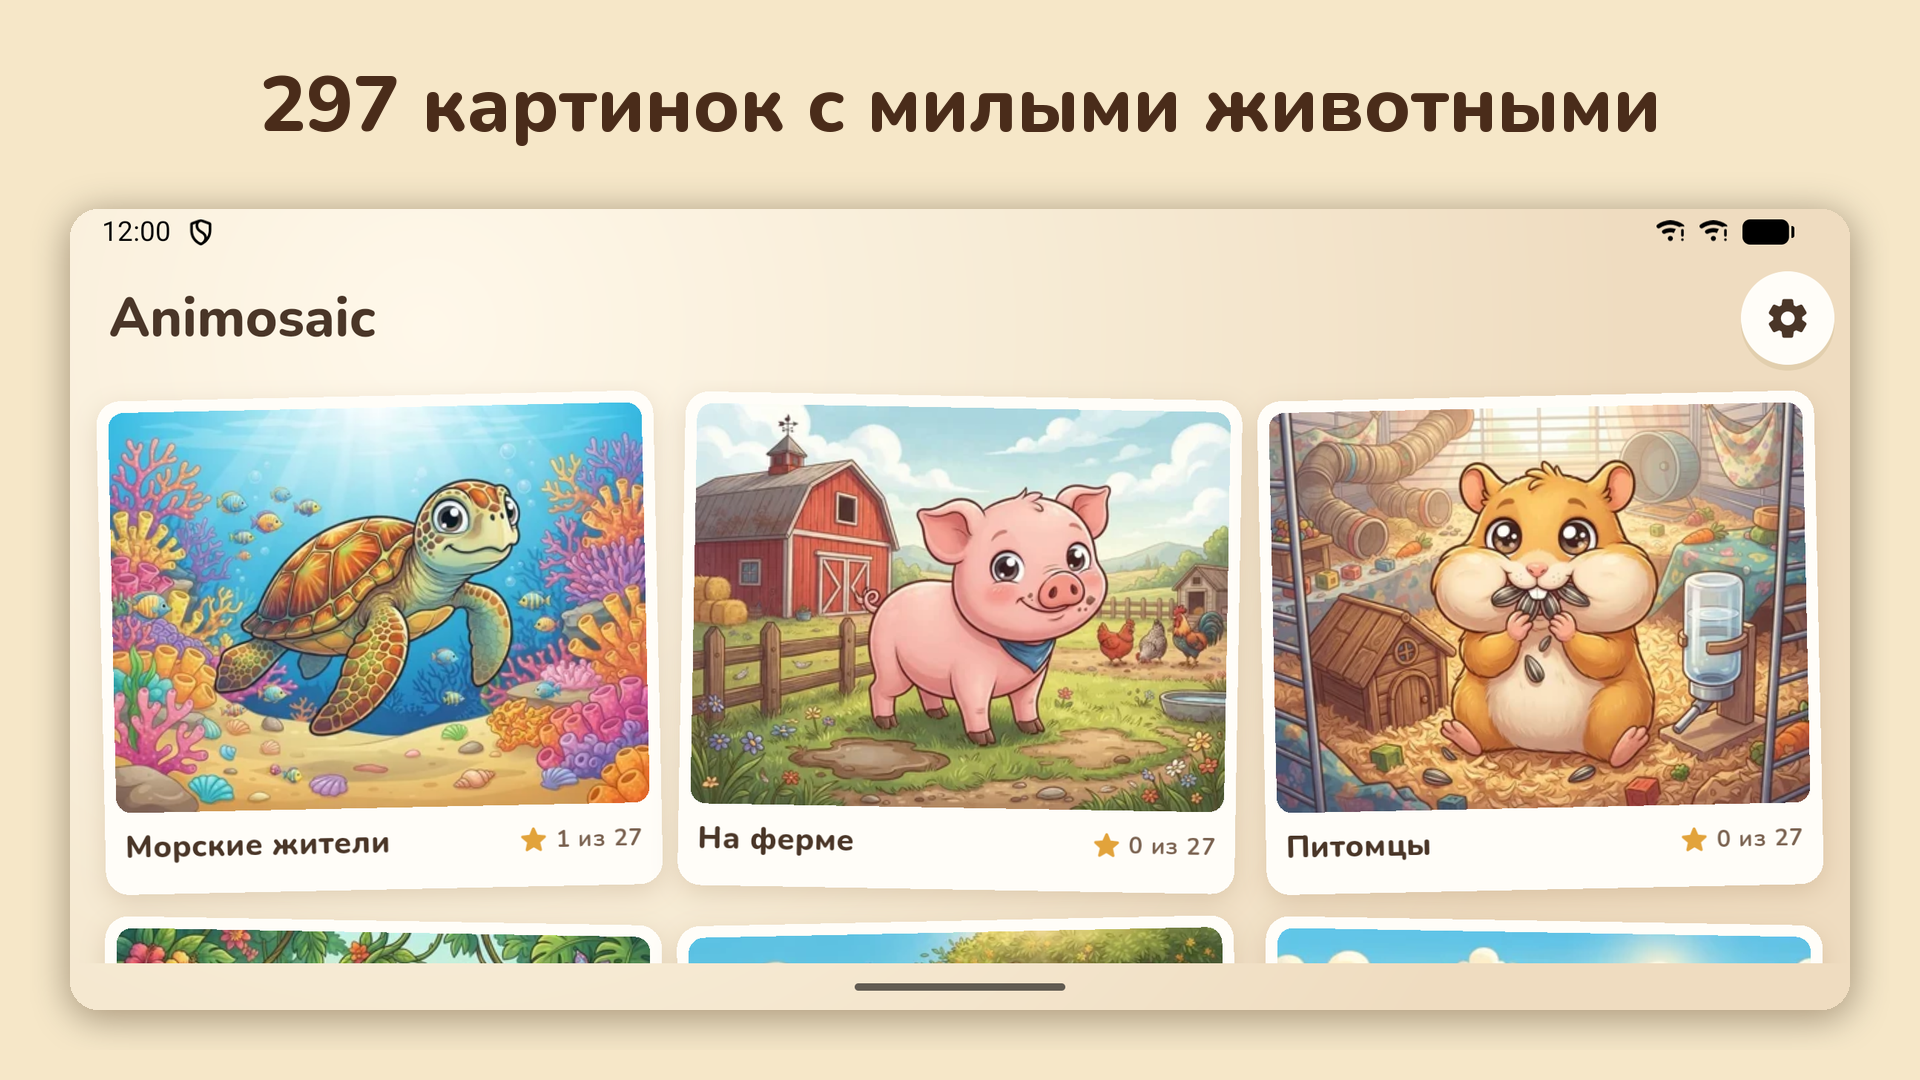 297 картинок с милыми животными
12:00
Animosaic
Морские жители
1 из 27
На ферме
0 из 27
Питомцы
0 из 27